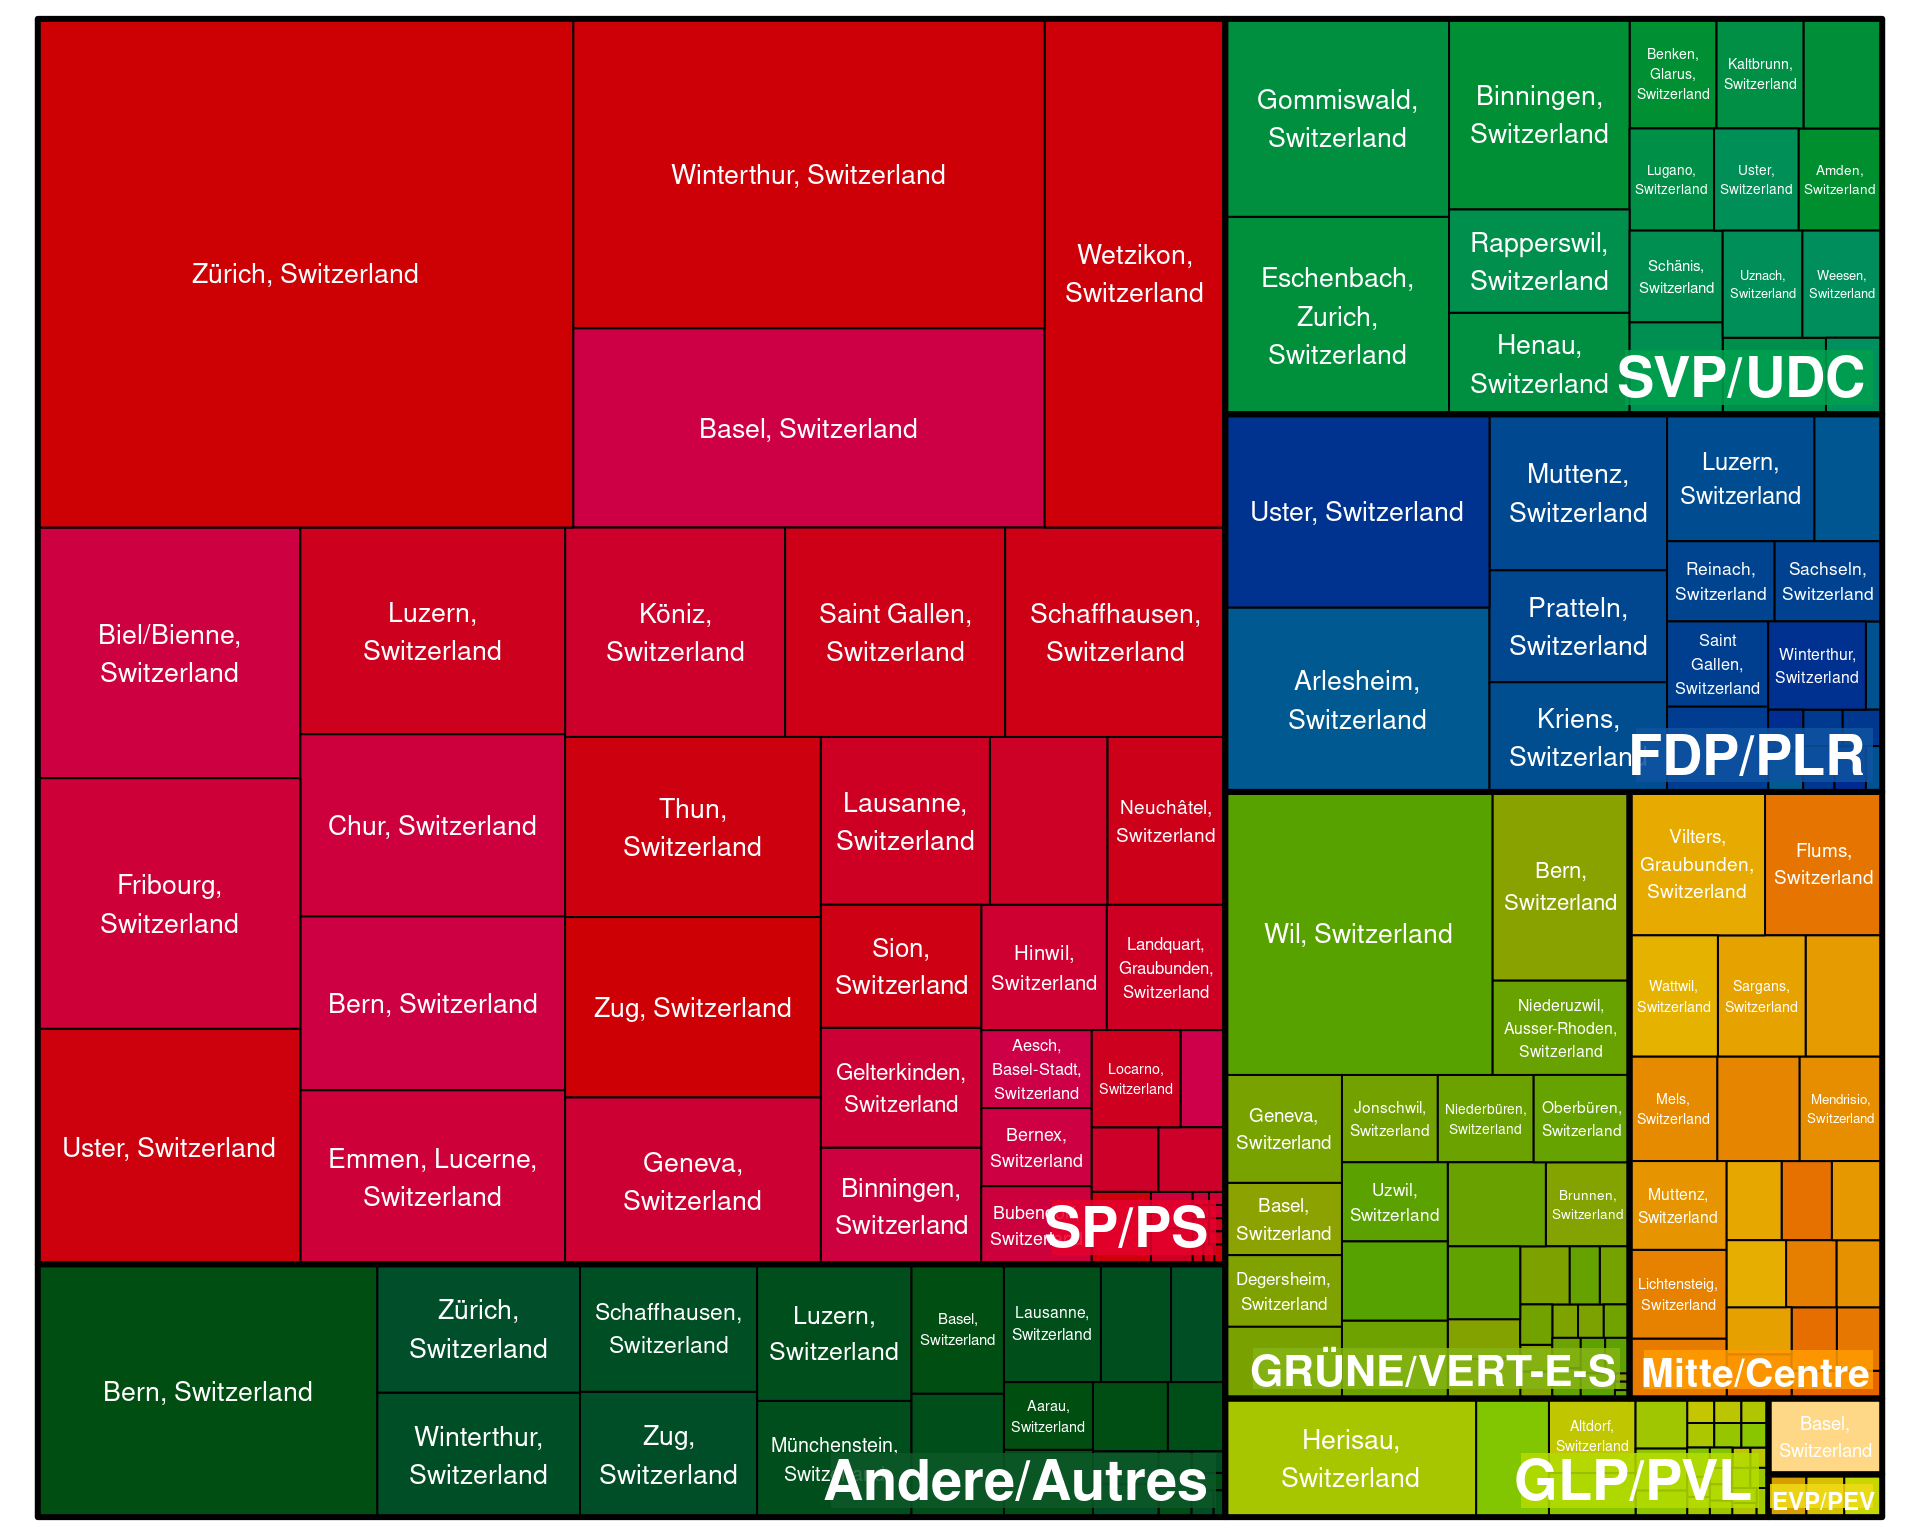 Zürich, Switzerland
Winterthur, Switzerland
Wetzikon,
Switzerland
Basel, Switzerland
Biel/Bienne,
Switzerland
Luzern,
Switzerland
Köniz,
Switzerland
Saint Gallen,
Switzerland
Schaffhausen,
Switzerland
Chur, Switzerland
Thun,
Switzerland
Lausanne,
Switzerland
Neuchâtel,
Switzerland
Fribourg,
Switzerland
Bern, Switzerland
Zug, Switzerland
Sion,
Switzerland
Hinwil,
Switzerland
Landquart,
Graubunden,
Switzerland
Gelterkinden,
Switzerland
Aesch,
Basel-Stadt,
Switzerland
Locarno,
Switzerland
Uster, Switzerland
Emmen, Lucerne,
Switzerland
Geneva,
Switzerland
Binningen,
Switzerland
Bernex,
Switzerland
SP/PS
Bern, Switzerland
Zürich,
Switzerland
Schaffhausen,
Switzerland
Luzern,
Switzerland
Basel,
Switzerland
Lausanne,
Switzerland
Aarau,
Switzerland
Winterthur,
Switzerland
Zug,
Switzerland
Münchenstein,
Andere/Autres
Gommiswald,
Switzerland
Binningen,
Switzerland
Benken,
Glarus,
Switzerland
Kaltbrunn,
Switzerland
Lugano,
Switzerland
Uster,
Switzerland
Amden,
Switzerland
Eschenbach,
Zurich,
Switzerland
Rapperswil,
Switzerland
Schänis,
Switzerland
Uznach,
Switzerland
Weesen,
Switzerland
Henau,
Switzerland
SVP/UDC
Uster, Switzerland
Muttenz,
Switzerland
Luzern,
Switzerland
Reinach,
Switzerland
Sachseln,
Switzerland
Arlesheim,
Switzerland
Pratteln,
Switzerland
Saint
Gallen,
Switzerland
Winterthur,
Switzerland
Kriens,
Switzerland
FDP/PLR
Wil, Switzerland
Bern,
Switzerland
Niederuzwil,
Ausser-Rhoden,
Switzerland
Geneva,
Switzerland
Jonschwil,
Switzerland
Niederbüren,
Switzerland
Oberbüren,
Switzerland
Basel,
Switzerland
Uzwil,
Switzerland
Brunnen,
Switzerland
Degersheim,
Switzerland
GRÜNE/VERT-E-S
Vilters,
Graubunden,
Switzerland
Flums,
Switzerland
Wattwil,
Switzerland
Sargans,
Switzerland
Mels,
Switzerland
Mendrisio,
Switzerland
Muttenz,
Switzerland
Lichtensteig,
Switzerland
Mitte/Centre
Herisau,
Switzerland
Altdorf,
Switzerland
GLP/PVL
Basel,
Switzerland
EVP/PEV